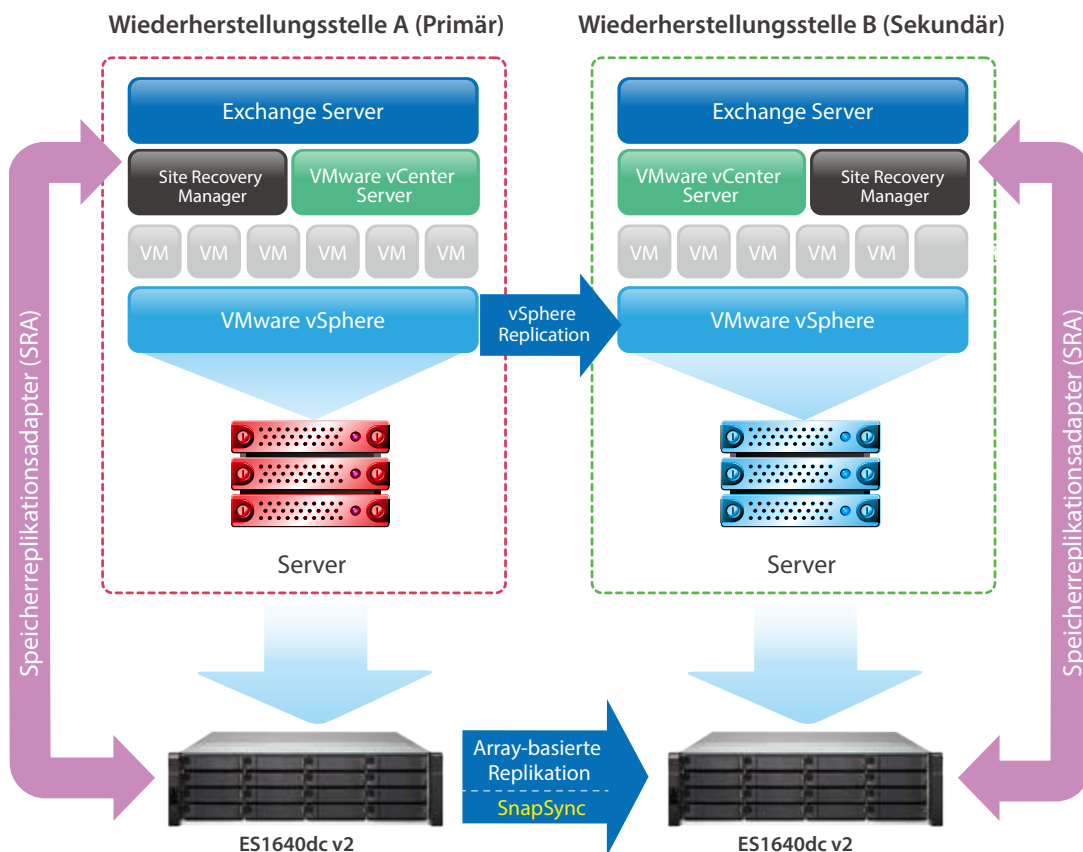 Wiederherstellungsstelle A (Primär)
Wiederherstellungsstelle B (Sekundär)
Exchange Server
Site Recovery
Manager
VMware vCenter
Server
VM VM VM VM VM VM
VMware vSphere
vSphere
Replication
Exchange Server
VMware vCenter
Server
Site Recovery
Manager
VM VM VM VM VM
VMware vSphere
Server
Server
Speicherreplikationsadapter (SRA)
Speicherreplikationsadapter (SRA)
Array-basierte
Replikation
SnapSync
ES1640dc v2
ES1640dc v2